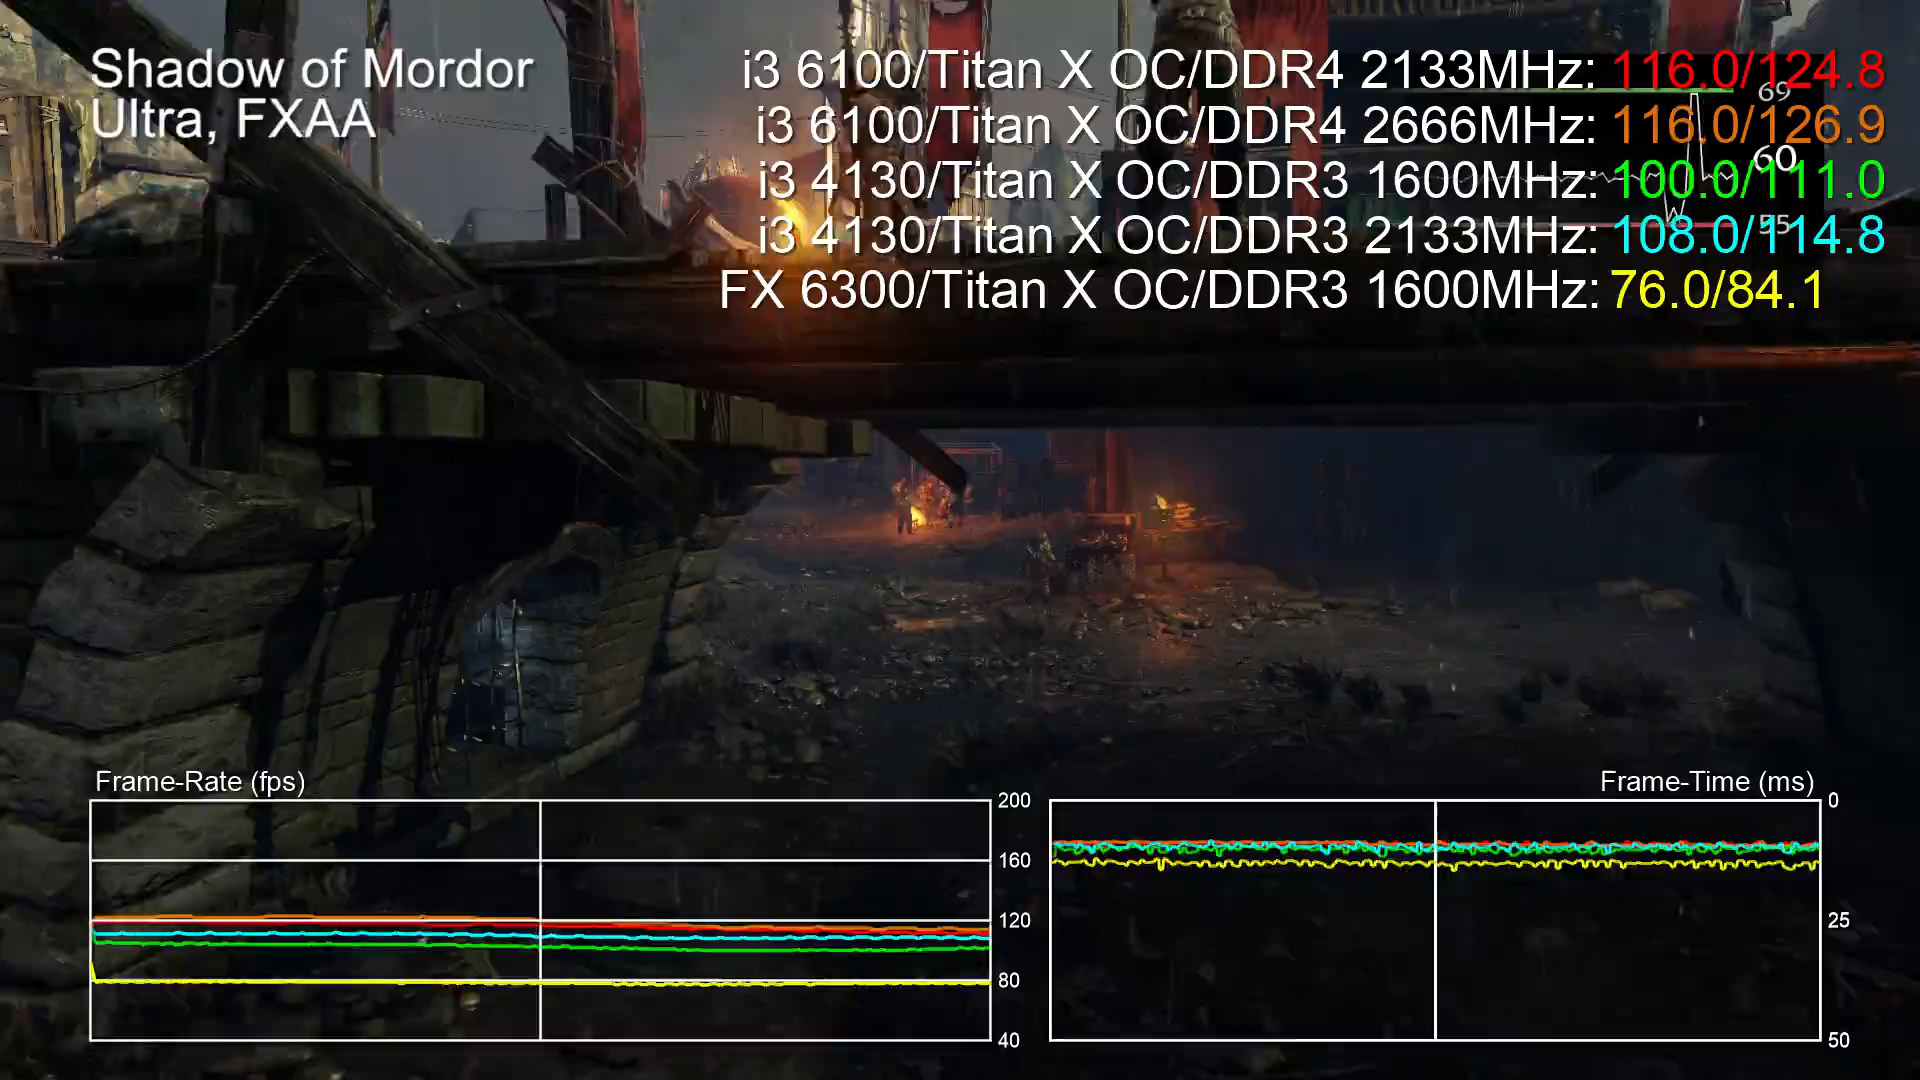 Shadow of Mordor
Ultra, FXAA
i3 6100/Titan X OC/DDR4 2133MHz: 116.0/124.8
i3 6100/Titan X OC/DDR4 2666MHz: 116.0/126.9
i3 4130/Titan X OC/DDR3 1600MHz: 100.0/111.0
i3 4130/Titan X OC/DDR3 2133MHz: 108.0/114.8
FX 6300/Titan X OC/DDR3 1600MHz: 76.0/84.1
69
60
55
Frame-Rate (fps)
200
160
120
80
40
Frame-Time (ms)
0
25
50